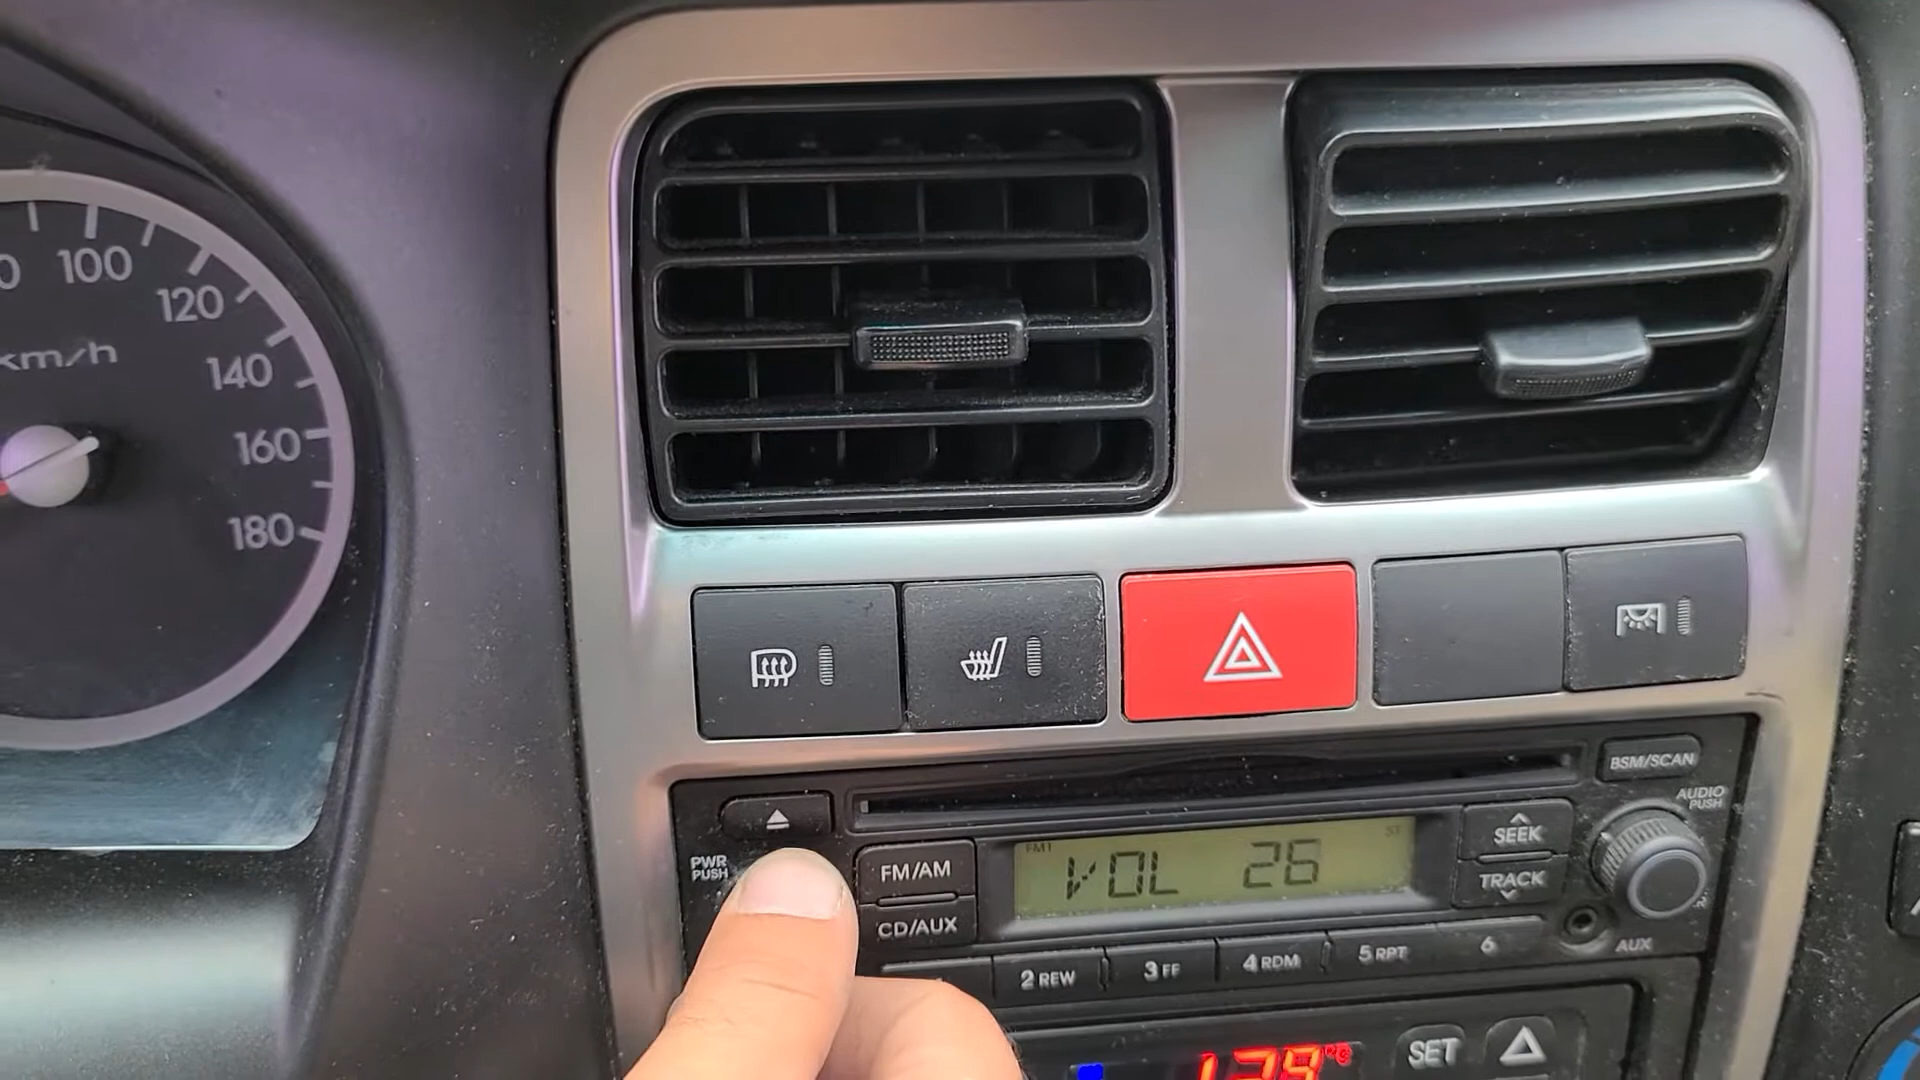 100
120
km/h
140
160
180
BSM/SCAN
AUDIO
PUSH
PWR
PUSH
FM/AM
FM1
VOL 26
ST
SEEK
TRACK
CD/AUX
AUX
2 REW
3 FF
4 RDM
5 RPT
6
SET